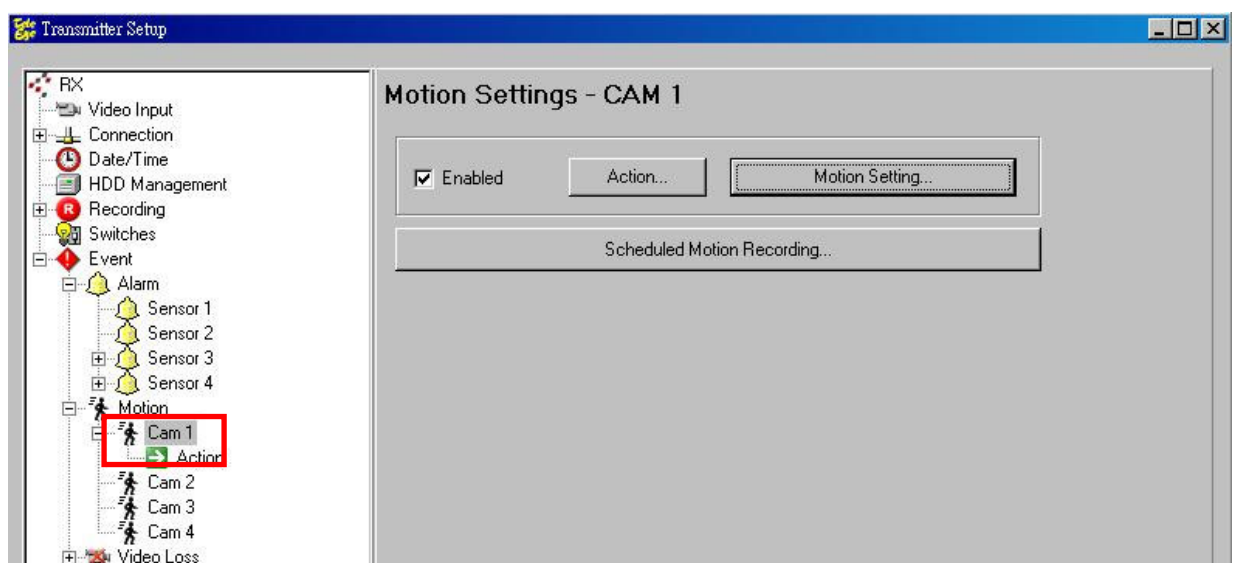 Transmitter Setup
RX
Video Input
Connection
Date/Time
HDD Management
Recording
Switches
Event
Alarm
Sensor 1
Sensor 2
Sensor 3
Sensor 4
Motion
Cam 1
Action
Cam 2
Cam 3
Cam 4
Video Loss
Motion Settings - CAM 1
Enabled
Action...
Motion Setting...
Scheduled Motion Recording...